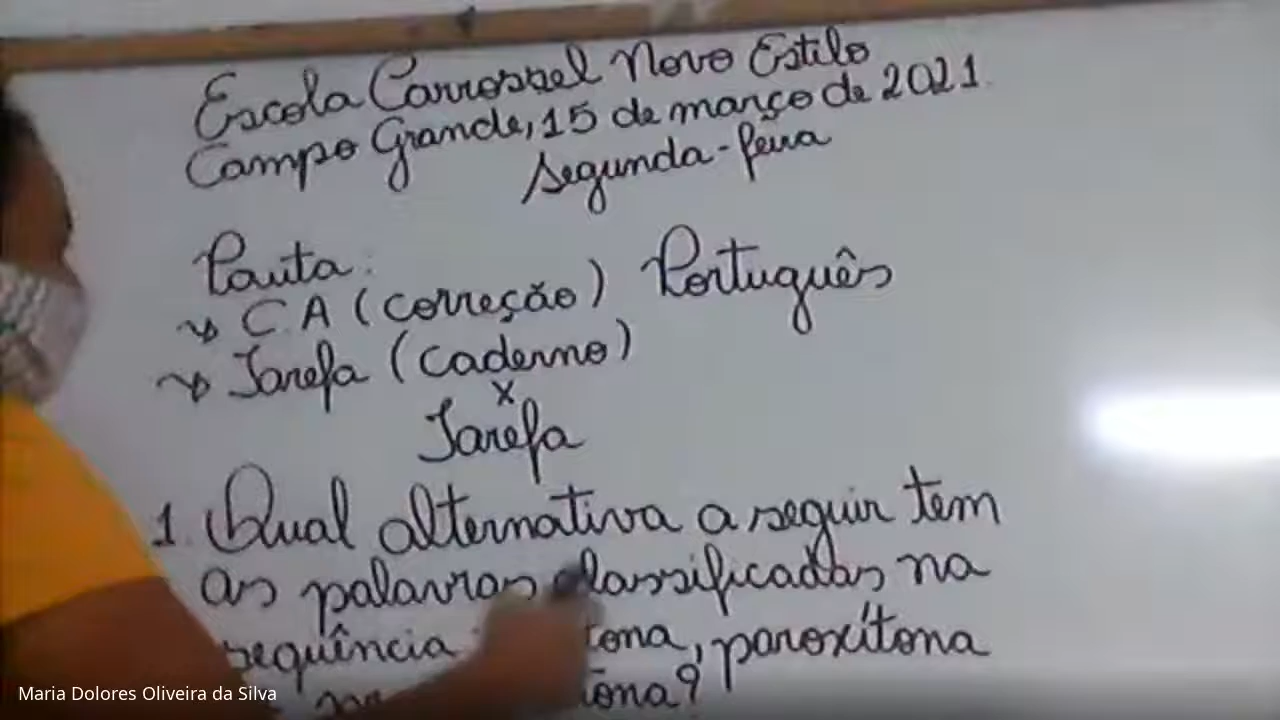 Escola Carrossel Novo Estilo
Campo Grande, 15 de março de 2021.
Segunda-feira
Pauta:
C.A (correção) Português
Tarefa (caderno)
x
Tarefa
1. Qual alternativa a seguir tem
as palavras classificadas na
sequência tona, paroxítona
tona?
Maria Dolores Oliveira da Silva